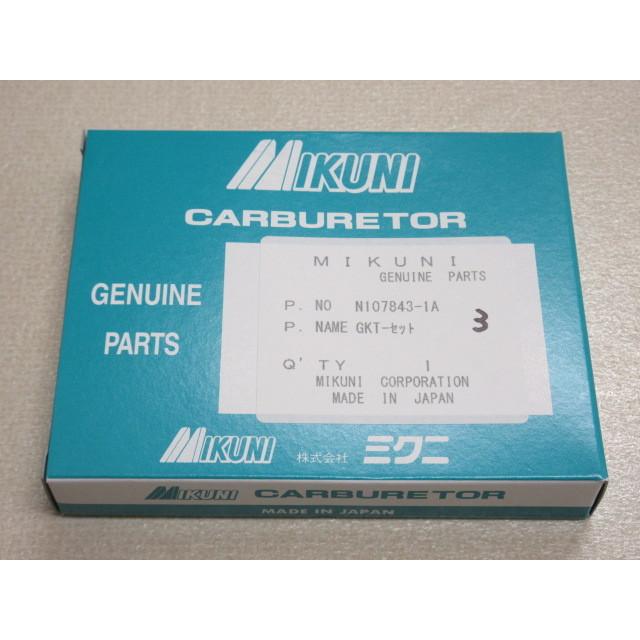 MIKUNI
CARBURETOR
GENUINE
PARTS
MIKUNI
GENUINE PARTS
P. NO N107843-1A
P. NAME GKT-ｾｯﾄ
3
Q'TY 1
MIKUNI CORPORATION
MADE IN JAPAN
MIKUNI 株式会社 ミクニ
MIKUNI CARBURETOR
MADE IN JAPAN